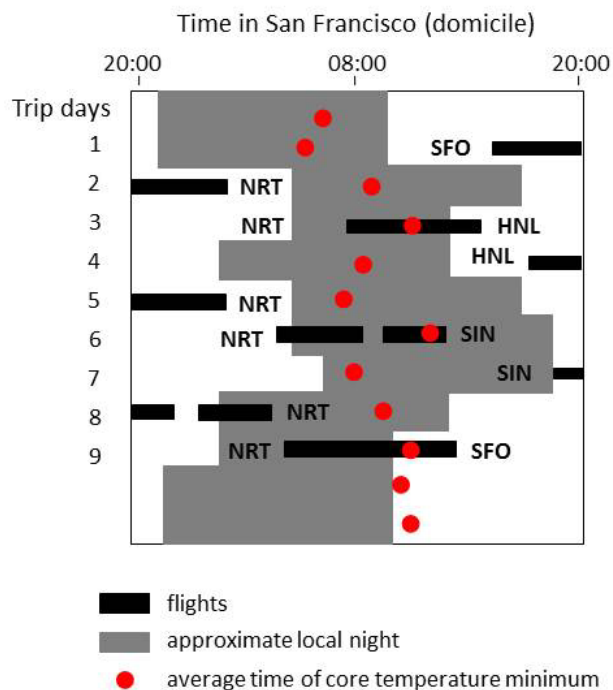 Time in San Francisco (domicile)
20:00 08:00 20:00
Trip days
1 SFO
2 NRT
3 NRT HNL
4 HNL
5 NRT
6 NRT SIN
7 SIN
8 NRT
9 NRT SFO
flights
approximate local night
average time of core temperature minimum